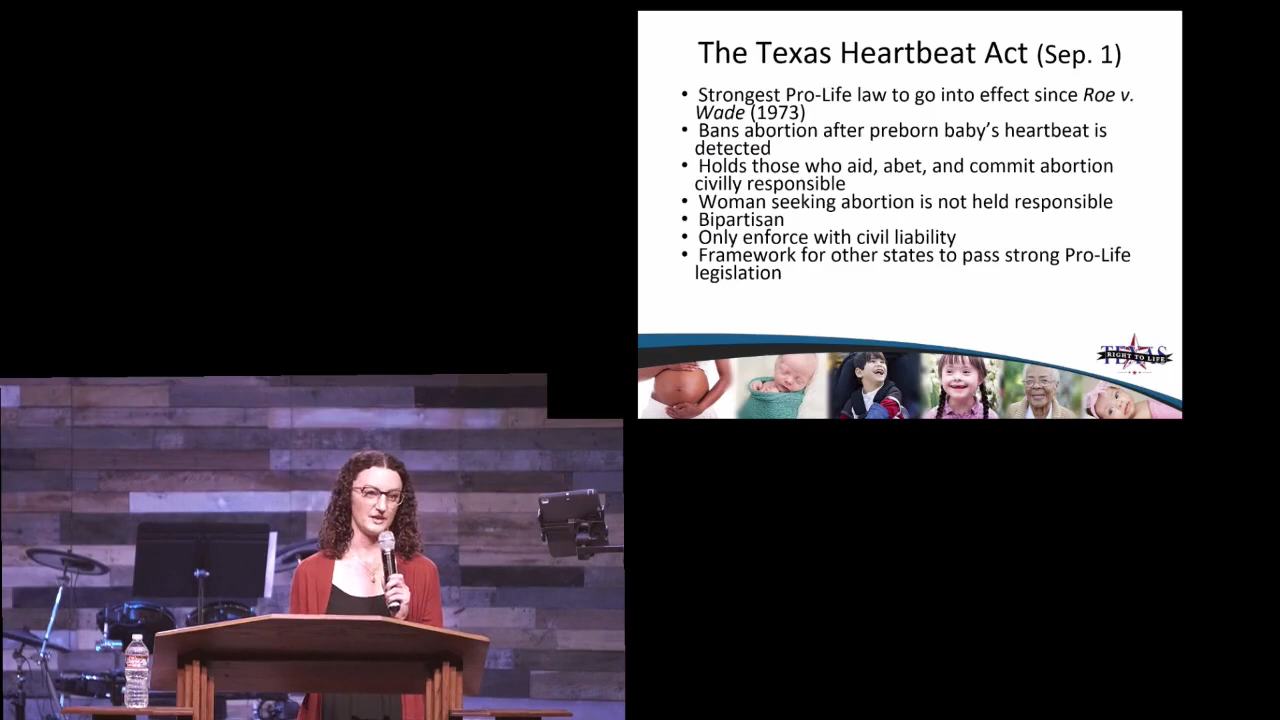 The Texas Heartbeat Act (Sep. 1)
• Strongest Pro-Life law to go into effect since Roe v.
Wade (1973)
• Bans abortion after preborn baby's heartbeat is
detected
• Holds those who aid, abet, and commit abortion
civilly responsible
• Woman seeking abortion is not held responsible
• Bipartisan
• Only enforce with civil liability
• Framework for other states to pass strong Pro-Life
legislation
TEXAS
RIGHT TO LIFE